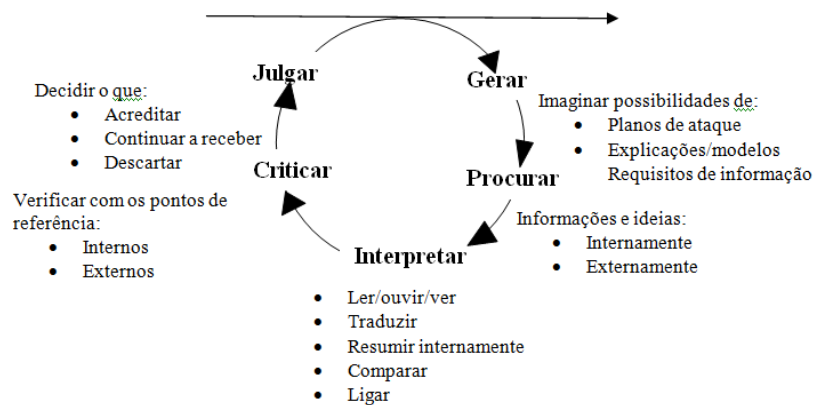 Julgar
Gerar
Decidir o que:
• Acreditar
• Continuar a receber
• Descartar
Imaginar possibilidades de:
• Planos de ataque
• Explicações/modelos
Requisitos de informação
Criticar
Procurar
Verificar com os pontos de
referência:
• Internos
• Externos
Informações e ideias:
• Internamente
• Externamente
Interpretar
• Ler/ouvir/ver
• Traduzir
• Resumir internamente
• Comparar
• Ligar